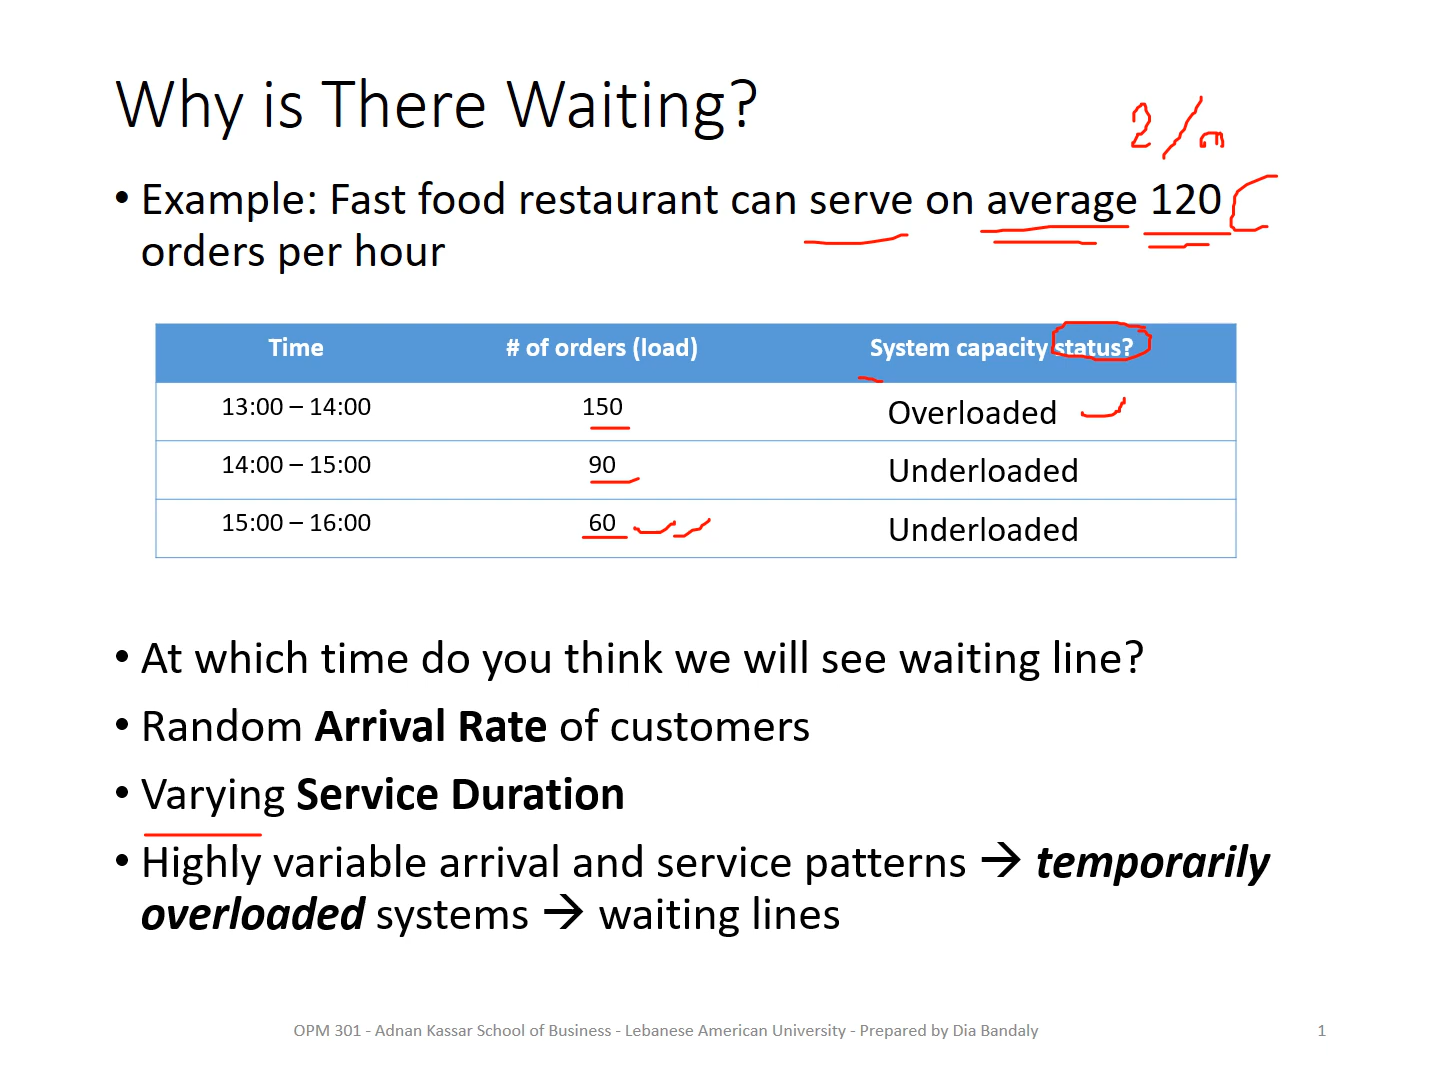 Why is There Waiting?
2/m
• Example: Fast food restaurant can serve on average 120
orders per hour
Time # of orders (load) System capacity status?
13:00 – 14:00 150 Overloaded
14:00 – 15:00 90 Underloaded
15:00 – 16:00 60 Underloaded
• At which time do you think we will see waiting line?
• Random Arrival Rate of customers
• Varying Service Duration
• Highly variable arrival and service patterns → temporarily
overloaded systems → waiting lines
OPM 301 - Adnan Kassar School of Business - Lebanese American University - Prepared by Dia Bandaly 1